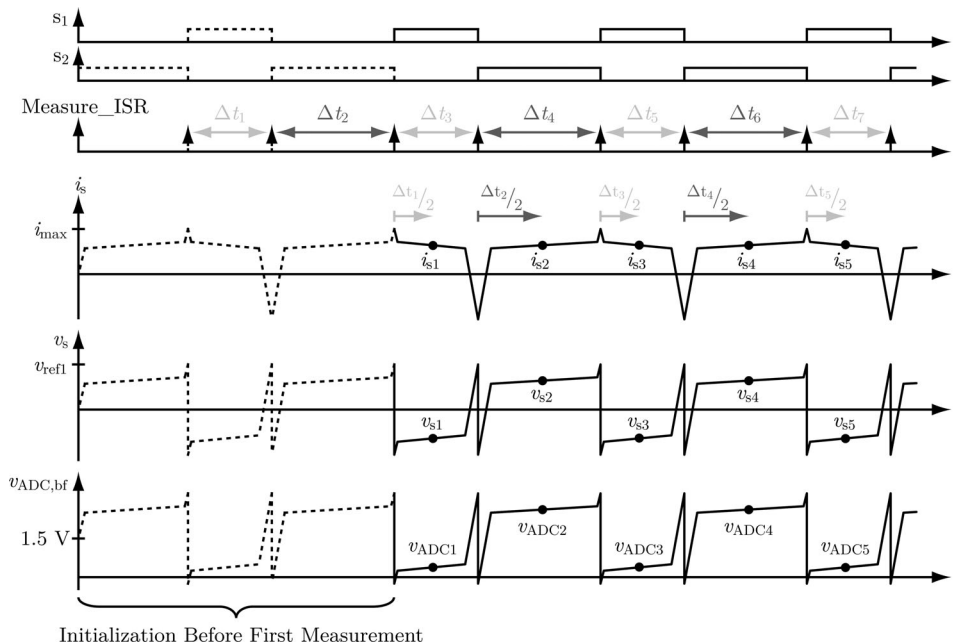 s1
s2
Measure_ISR
Δt1 Δt2 Δt3 Δt4 Δt5 Δt6 Δt7
is
Δt1/2 Δt2/2 Δt3/2 Δt4/2 Δt5/2
imax
is1 is2 is3 is4 is5
vs
vref1
vs1 vs2 vs3 vs4 vs5
vADC,bf
1.5 V
vADC1 vADC2 vADC3 vADC4 vADC5
Initialization Before First Measurement